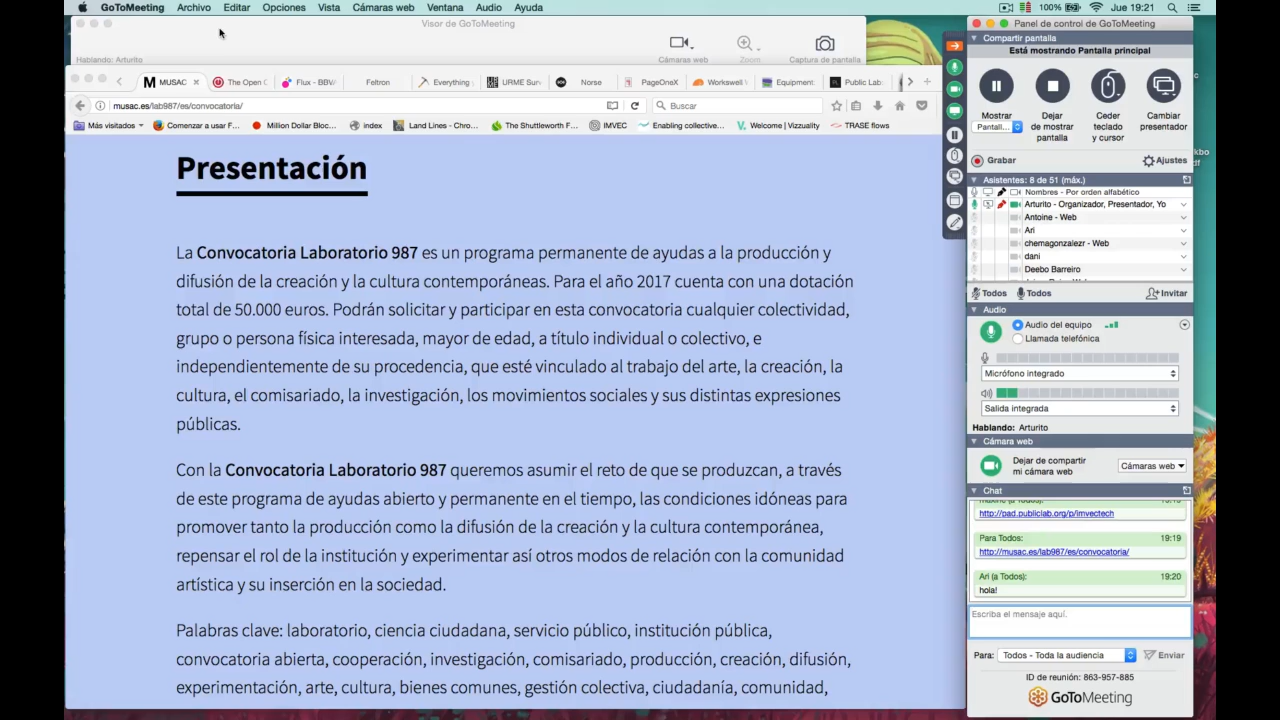 GoToMeeting Archivo Editar Opciones Vista Cámaras web Ventana Audio Ayuda 100% Jue 19:21
Visor de GoToMeeting
Hablando: Arturito
Cámaras web Zoom Captura de pantalla
MUSAC The Open Flux - BBV/ Feltron Everything URME Sur Norse PageOneX Workswell V Equipment: Public Lab:
musac.es/lab987/es/convocatoria/
Buscar
Más visitados Comenzar a usar F... Million Dollar Bloc... index Land Lines - Chro... The Shuttleworth F... IMVEC Enabling collective... Welcome | Vizzuality TRASE flows
Presentación
La Convocatoria Laboratorio 987 es un programa permanente de ayudas a la producción y
difusión de la creación y la cultura contemporáneas. Para el año 2017 cuenta con una dotación
total de 50.000 euros. Podrán solicitar y participar en esta convocatoria cualquier colectividad,
grupo o persona física interesada, mayor de edad, a título individual o colectivo, e
independientemente de su procedencia, que esté vinculado al trabajo del arte, la creación, la
cultura, el comisariado, la investigación, los movimientos sociales y sus distintas expresiones
públicas.
Con la Convocatoria Laboratorio 987 queremos asumir el reto de que se produzcan, a través
de este programa de ayudas abierto y permanente en el tiempo, las condiciones idóneas para
promover tanto el apoyo como la difusión de la creación y la cultura contemporánea,
repensar el rol de la institución y experimentar así otros modos de relación con la comunidad
artística y su inserción en la sociedad.
Palabras clave: laboratorio, ciencia ciudadana, servicio público, institución pública,
convocatoria abierta, cooperación, investigación, comisariado, producción, creación, difusión,
experimentación, arte, cultura, bienes comunes, gestión colectiva, ciudadanía, comunidad,
Panel de control de GoToMeeting
Compartir pantalla
Está mostrando Pantalla principal
Mostrar
Pantall...
Dejar de mostrar pantalla
Ceder teclado y cursor
Cambiar presentador
Grabar
Ajustes
Asistentes: 8 de 51 (máx.)
Nombres - Por orden alfabético
Arturito - Organizador, Presentador, Yo
Antoine - Web
Ari
chemagonzalezr - Web
dani
Deebo Barreiro
Todos Todos Invitar
Audio
Audio del equipo
Llamada telefónica
Micrófono integrado
Salida integrada
Hablando: Arturito
Cámara web
Dejar de compartir
mi cámara web
Cámaras web
Chat
http://pad.publiclab.org/p/imvectech
Para Todos: 19:19
http://musac.es/lab987/es/convocatoria/
Ari (a Todos): 19:20
hola!
Escriba el mensaje aquí.
Para: Todos - Toda la audiencia Enviar
ID de reunión: 863-957-885
GoToMeeting